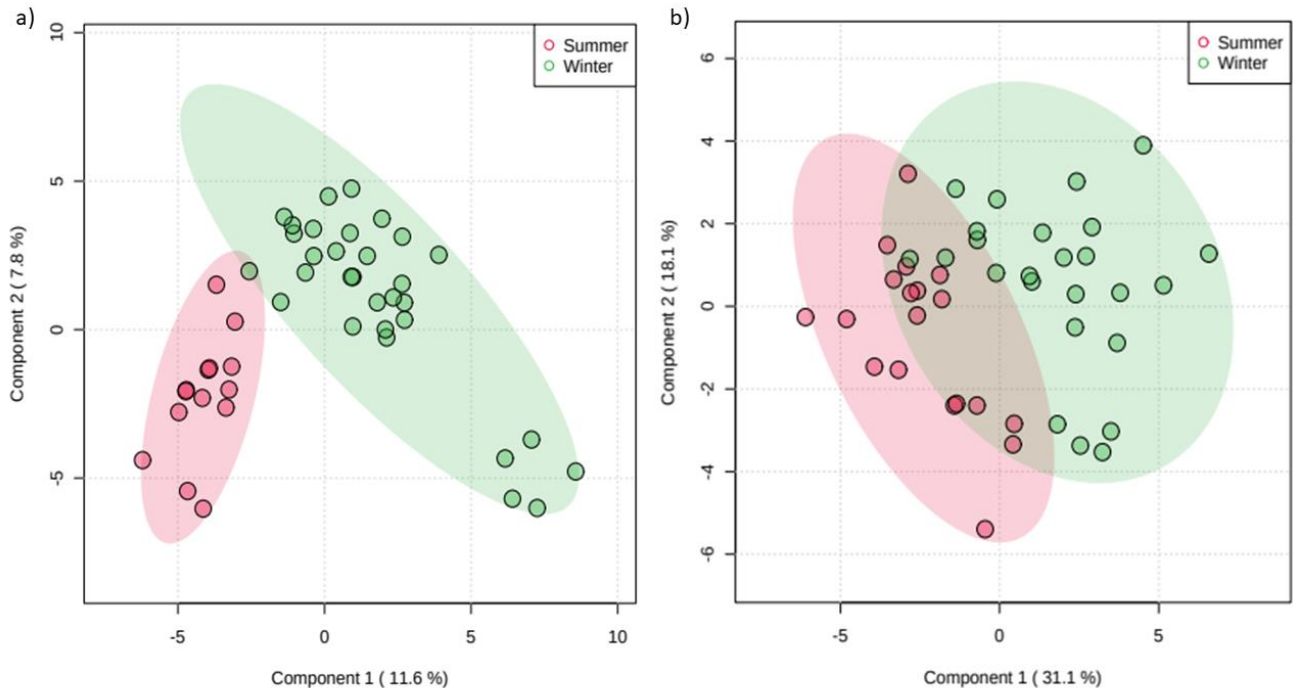 a)
Summer
Winter
10
5
0
-5
Component 2 ( 7.8 %)
-5
0
5
10
Component 1 ( 11.6 %)
b)
Summer
Winter
6
4
2
0
-2
-4
-6
Component 2 ( 18.1 %)
-5
0
5
Component 1 ( 31.1 %)